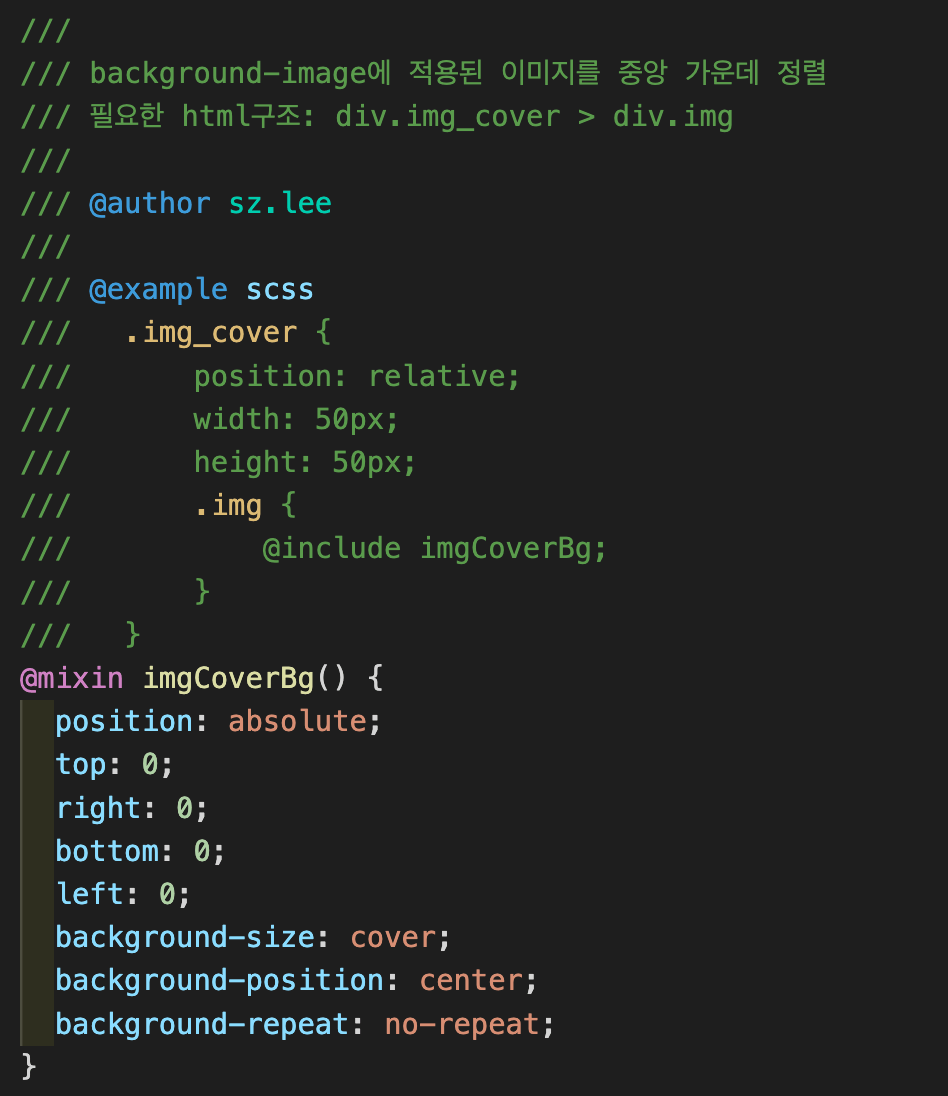 ///
/// background-image에 적용된 이미지를 중앙 가운데 정렬
/// 필요한 html구조: div.img_cover > div.img
///
/// @author sz.lee
///
/// @example scss
///   .img_cover {
///       position: relative;
///       width: 50px;
///       height: 50px;
///       .img {
///           @include imgCoverBg;
///       }
///   }
@mixin imgCoverBg() {
  position: absolute;
  top: 0;
  right: 0;
  bottom: 0;
  left: 0;
  background-size: cover;
  background-position: center;
  background-repeat: no-repeat;
}